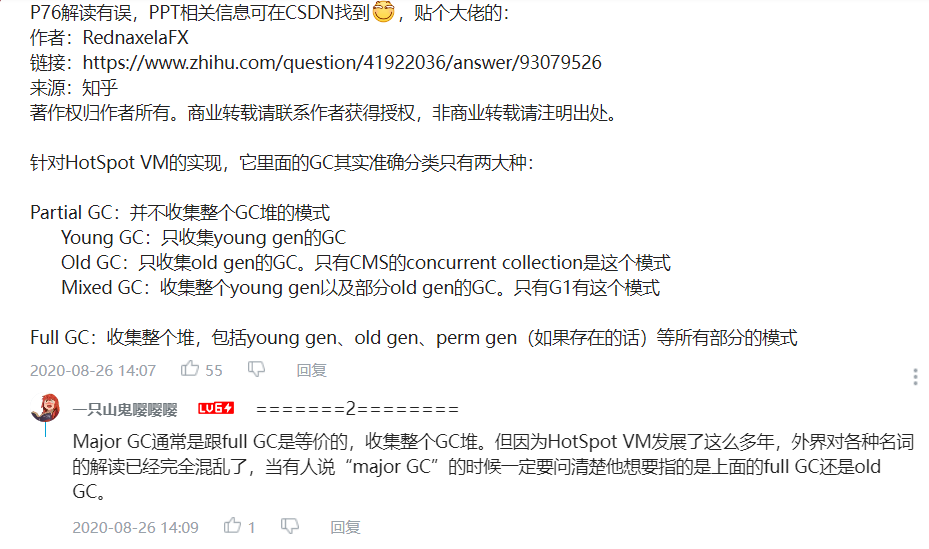 P76解读有误，PPT相关信息可在CSDN找到，贴个大佬的：
作者：RednaxelaFX
链接：https://www.zhihu.com/question/41922036/answer/93079526
来源：知乎
著作权归作者所有。商业转载请联系作者获得授权，非商业转载请注明出处。
针对HotSpot VM的实现，它里面的GC其实准确分类只有两大种：
Partial GC：并不收集整个GC堆的模式
Young GC：只收集young gen的GC
Old GC：只收集old gen的GC。只有CMS的concurrent collection是这个模式
Mixed GC：收集整个young gen以及部分old gen的GC。只有G1有这个模式
Full GC：收集整个堆，包括young gen、old gen、perm gen（如果存在的话）等所有部分的模式
2020-08-26 14:07 55 回复
一只山鬼嘤嘤嘤 LV6 =======2========
Major GC通常是跟full GC是等价的，收集整个GC堆。但因为HotSpot VM发展了这么多年，外界对各种名词
的解读已经完全混乱了，当有人说“major GC”的时候一定要问清楚他想要指的是上面的full GC还是old
GC。
2020-08-26 14:09 1 回复